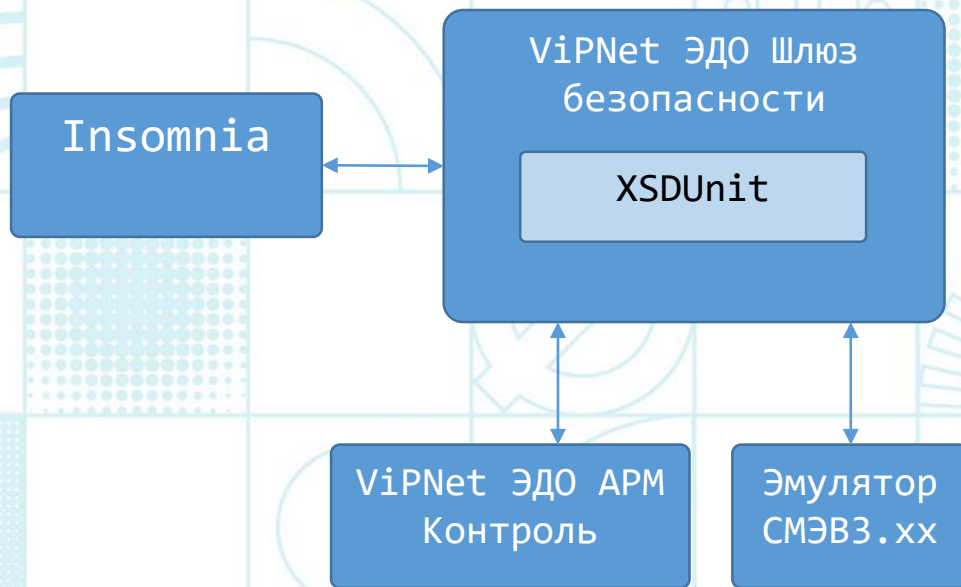 ViPNet ЭДО Шлюз
безопасности
Insomnia
XSDUnit
ViPNet ЭДО АРМ
Контроль
Эмулятор
СМЭВ3.xx